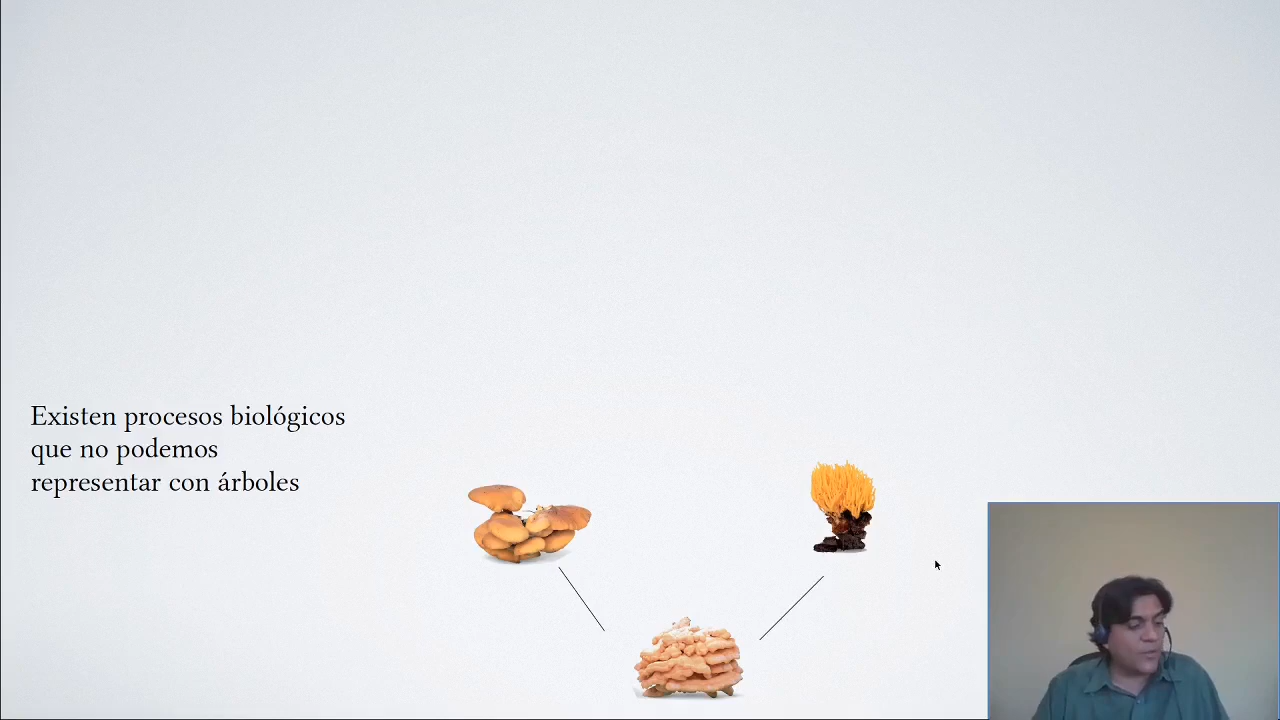 Existen procesos biológicos
que no podemos
representar con árboles